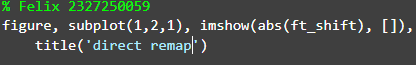 % Felix 2327250059
figure, subplot(1,2,1), imshow(abs(ft_shift), []),
title('direct remap')